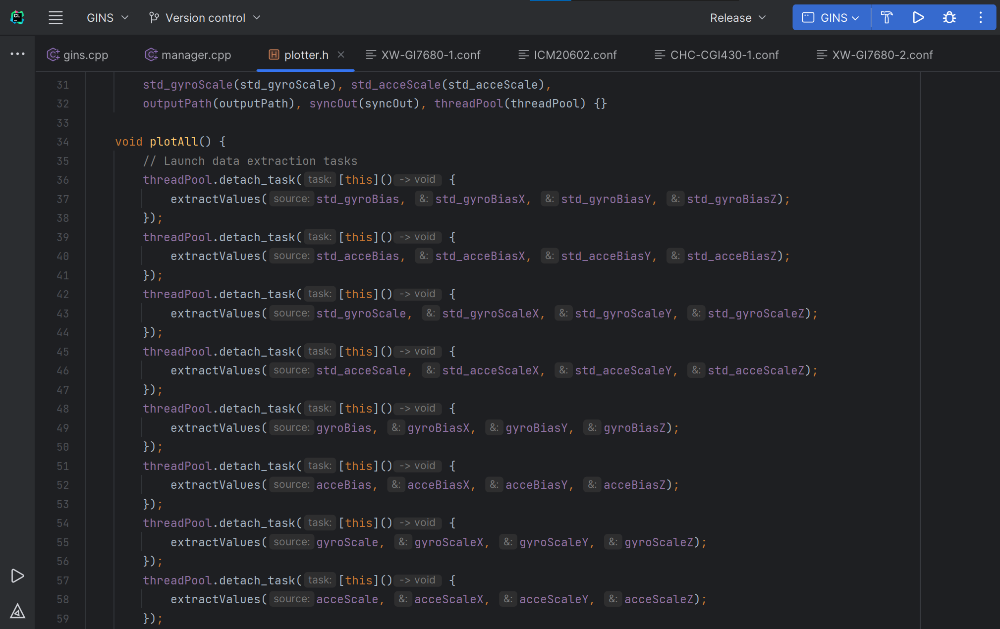 CL
GINS
Version control
Release
GINS
gins.cpp
manager.cpp
plotter.h
XW-GI7680-1.conf
ICM20602.conf
CHC-CGI430-1.conf
XW-GI7680-2.conf
31 std_gyroScale(std_gyroScale), std_acceScale(std_acceScale),
32 outputPath(outputPath), syncOut(syncOut), threadPool(threadPool) {}
33
34 void plotAll() {
35 // Launch data extraction tasks
36 threadPool.detach_task( task: [this]() -> void {
37 extractValues( source: std_gyroBias, &: std_gyroBiasX, &: std_gyroBiasY, &: std_gyroBiasZ);
38 });
39 threadPool.detach_task( task: [this]() -> void {
40 extractValues( source: std_acceBias, &: std_acceBiasX, &: std_acceBiasY, &: std_acceBiasZ);
41 });
42 threadPool.detach_task( task: [this]() -> void {
43 extractValues( source: std_gyroScale, &: std_gyroScaleX, &: std_gyroScaleY, &: std_gyroScaleZ);
44 });
45 threadPool.detach_task( task: [this]() -> void {
46 extractValues( source: std_acceScale, &: std_acceScaleX, &: std_acceScaleY, &: std_acceScaleZ);
47 });
48 threadPool.detach_task( task: [this]() -> void {
49 extractValues( source: gyroBias, &: gyroBiasX, &: gyroBiasY, &: gyroBiasZ);
50 });
51 threadPool.detach_task( task: [this]() -> void {
52 extractValues( source: acceBias, &: acceBiasX, &: acceBiasY, &: acceBiasZ);
53 });
54 threadPool.detach_task( task: [this]() -> void {
55 extractValues( source: gyroScale, &: gyroScaleX, &: gyroScaleY, &: gyroScaleZ);
56 });
57 threadPool.detach_task( task: [this]() -> void {
58 extractValues( source: acceScale, &: acceScaleX, &: acceScaleY, &: acceScaleZ);
59 });